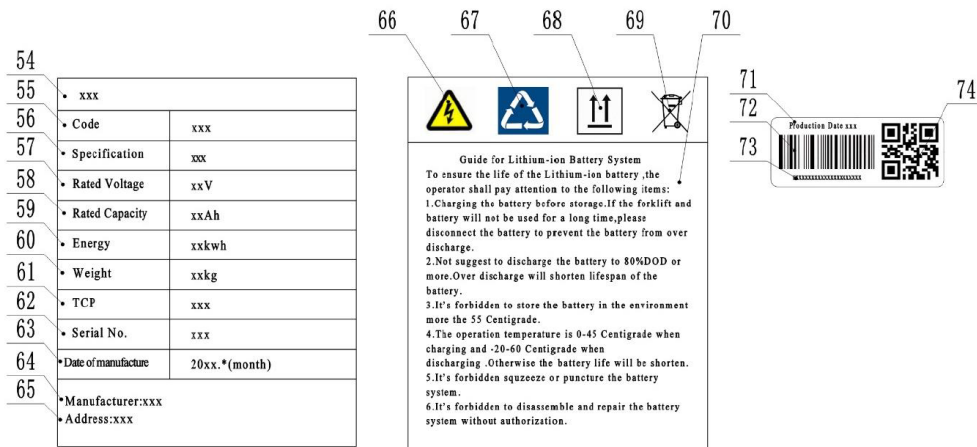 66 67 68 69 70
54
55
56
57
58
59
60
61
62
63
64
65
xxx
Code xxx
Specification xxx
Rated Voltage xxV
Rated Capacity xxAh
Energy xxkwh
Weight xxkg
TCP xxx
Serial No. xxx
Date of manufacture 20xx.*(month)
Manufacturer:xxx
Address:xxx
Guide for Lithium-ion Battery System
To ensure the life of the Lithium-ion battery ,the
operator shall pay attention to the following items:
1.Charging the battery before storage.If the forklift and
battery will not be used for a long time,please
disconnect the battery to prevent the battery from over
discharge.
2.Not suggest to discharge the battery to 80%DOD or
more.Over discharge will shorten lifespan of the
battery.
3.It's forbidden to store the battery in the environment
more the 55 Centigrade.
4.The operation temperature is 0-45 Centigrade when
charging and -20-60 Centigrade when
discharging .Otherwise the battery life will be shorten.
5.It's forbidden squzeeze or puncture the battery
system.
6.It's forbidden to disassemble and repair the battery
system without authorization.
71
72
73
74
Production Date xxx